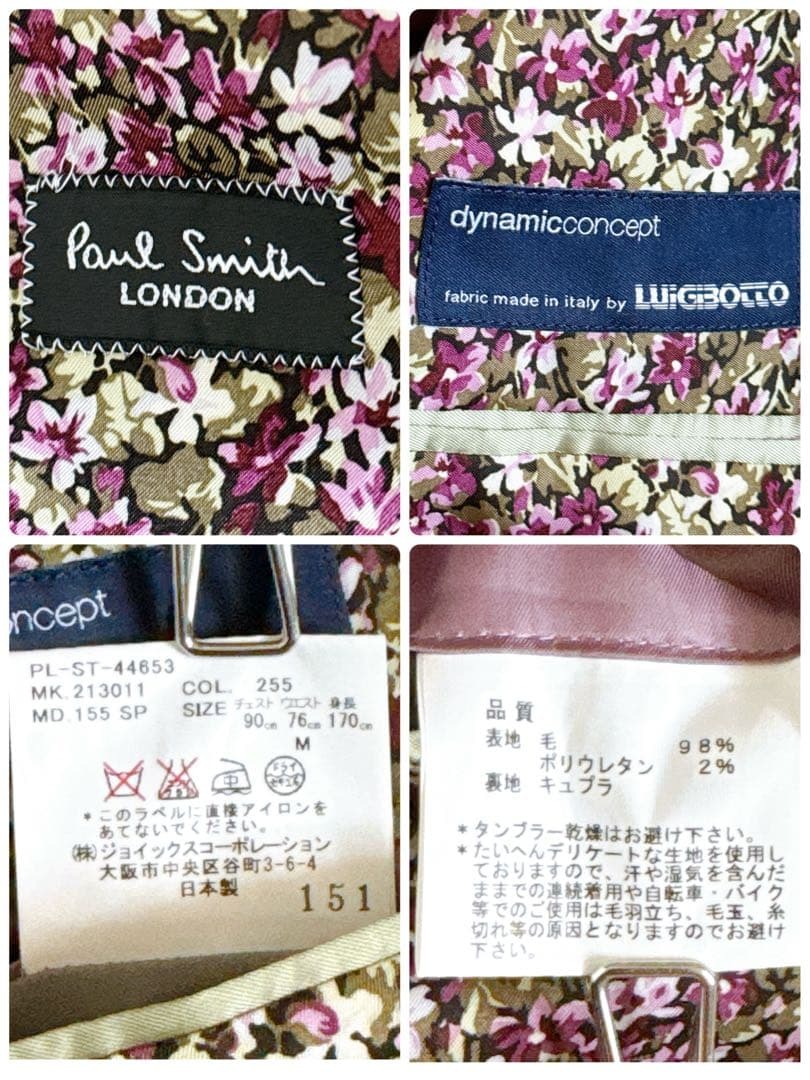 Paul Smith
LONDON
dynamicconcept
fabric made in italy by LUIGIBOTTO
oncept
PL-ST-44653
MK.213011 COL. 255
MD.155 SP SIZE チェスト ウエスト 身長
90cm 76cm 170cm
M
*このラベルに直接アイロンを
あてないでください。
(株)ジョイックスコーポレーション
大阪市中央区谷町3-6-4
日本製
151
品質
表地 毛 98%
ポリウレタン 2%
裏地 キュプラ
*タンブラー乾燥はお避け下さい。
*たいへんデリケートな生地を使用し
ておりますので、汗や湿気を含んだ
ままでの連続着用や自転車・バイク
等でのご使用は毛羽立ち、毛玉、糸
切れ等の原因となりますのでお避け
下さい。